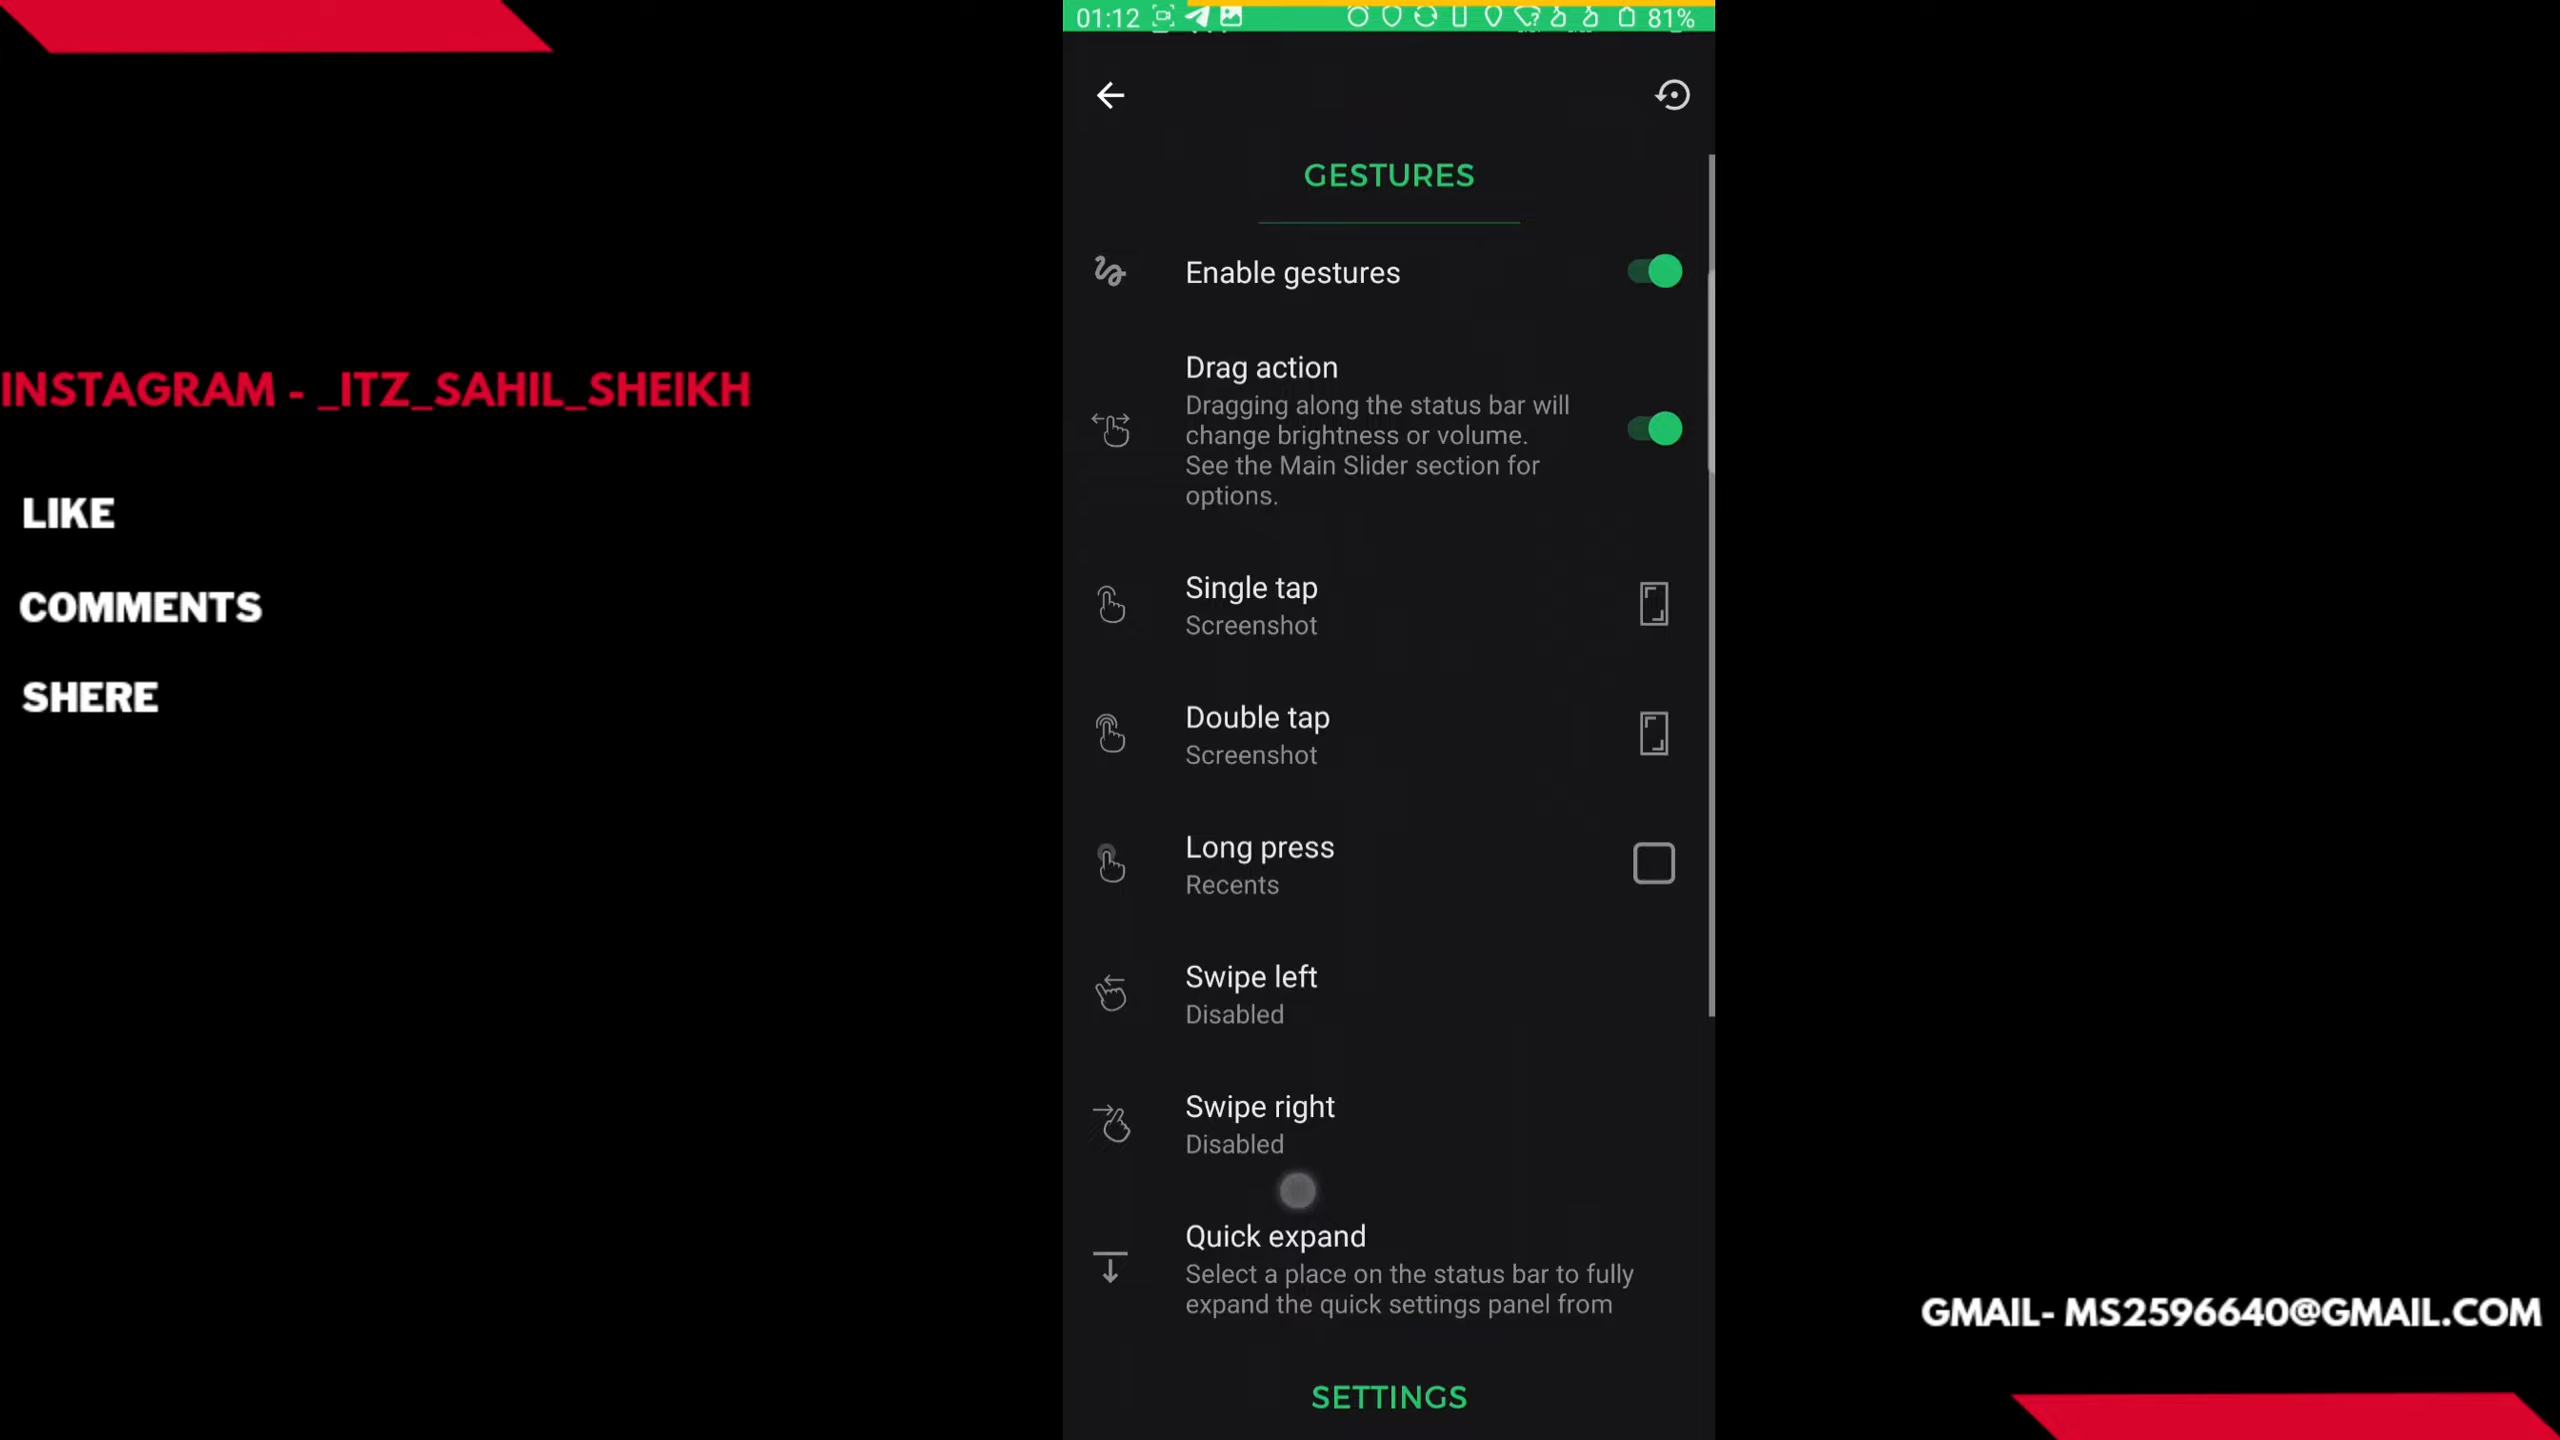 01:12
81%
GESTURES
Enable gestures
Drag action
Dragging along the status bar will
change brightness or volume.
See the Main Slider section for
options.
Single tap
Screenshot
Double tap
Screenshot
Long press
Recents
Swipe left
Disabled
Swipe right
Disabled
Quick expand
Select a place on the status bar to fully
expand the quick settings panel from
SETTINGS
INSTAGRAM - _ITZ_SAHIL_SHEIKH
LIKE
COMMENTS
SHERE
GMAIL- MS2596640@GMAIL.COM